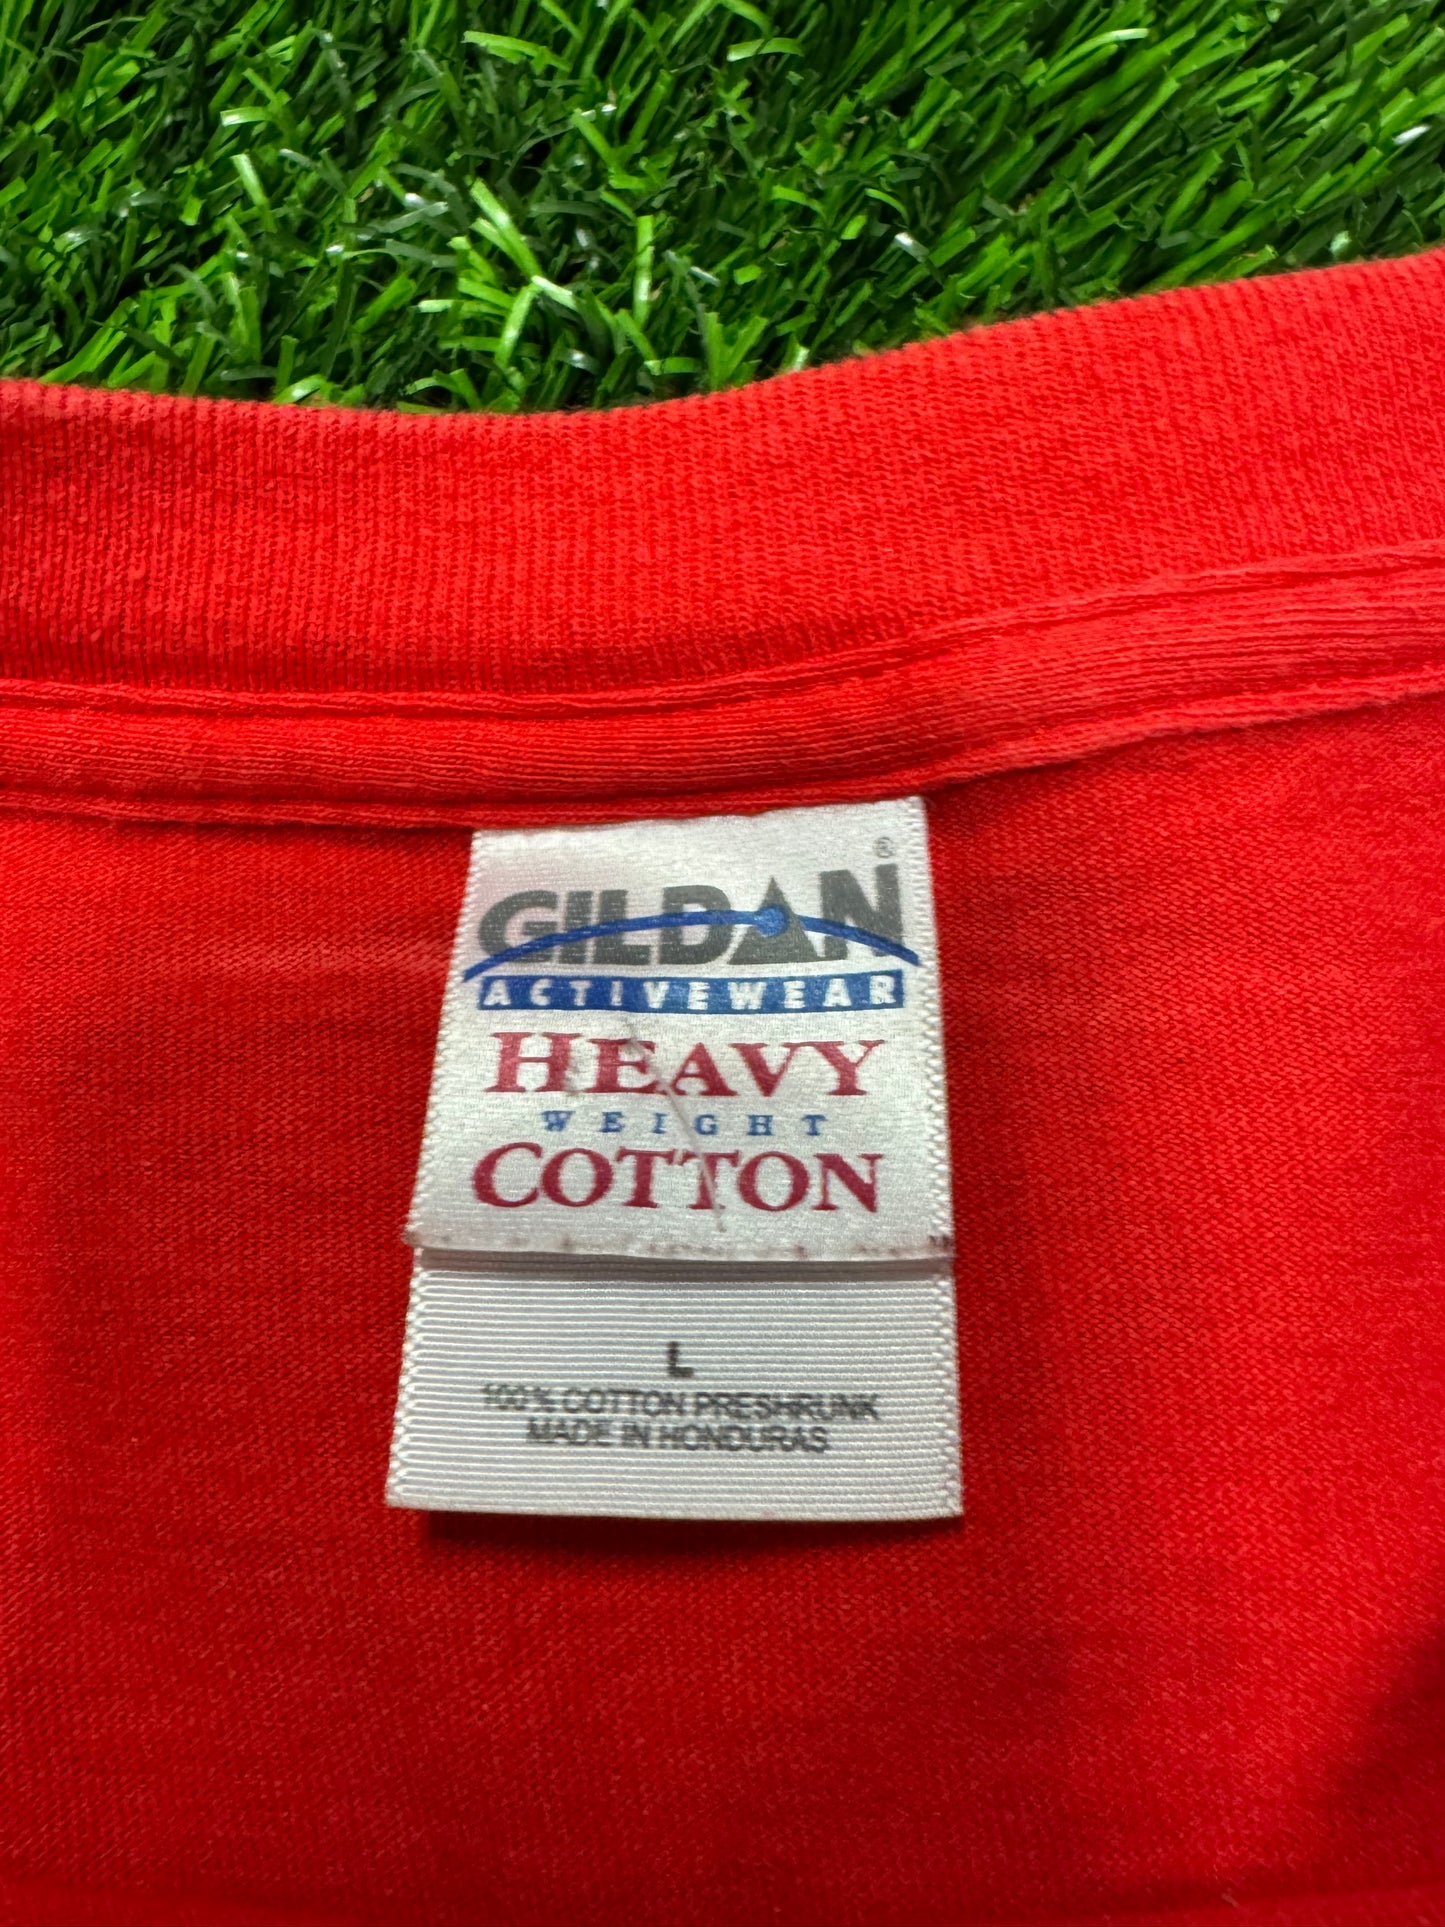 GILDAN®
ACTIVEWEAR
HEAVY
WEIGHT
COTTON
L
100% COTTON PRESHRUNK
MADE IN HONDURAS